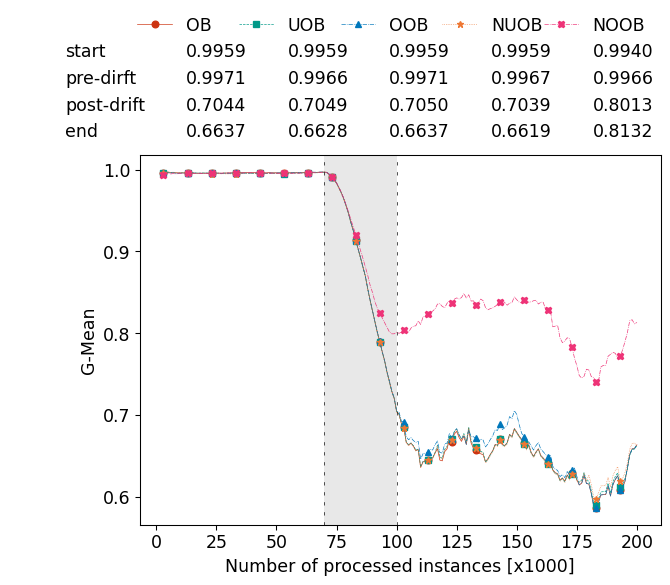 OB UOB OOB NUOB NOOB
start 0.9959 0.9959 0.9959 0.9959 0.9940
pre-dirft 0.9971 0.9966 0.9971 0.9967 0.9966
post-drift 0.7044 0.7049 0.7050 0.7039 0.8013
end 0.6637 0.6628 0.6637 0.6619 0.8132
1.0
0.9
0.8
0.7
0.6
G-Mean
0 25 50 75 100 125 150 175 200
Number of processed instances [x1000]